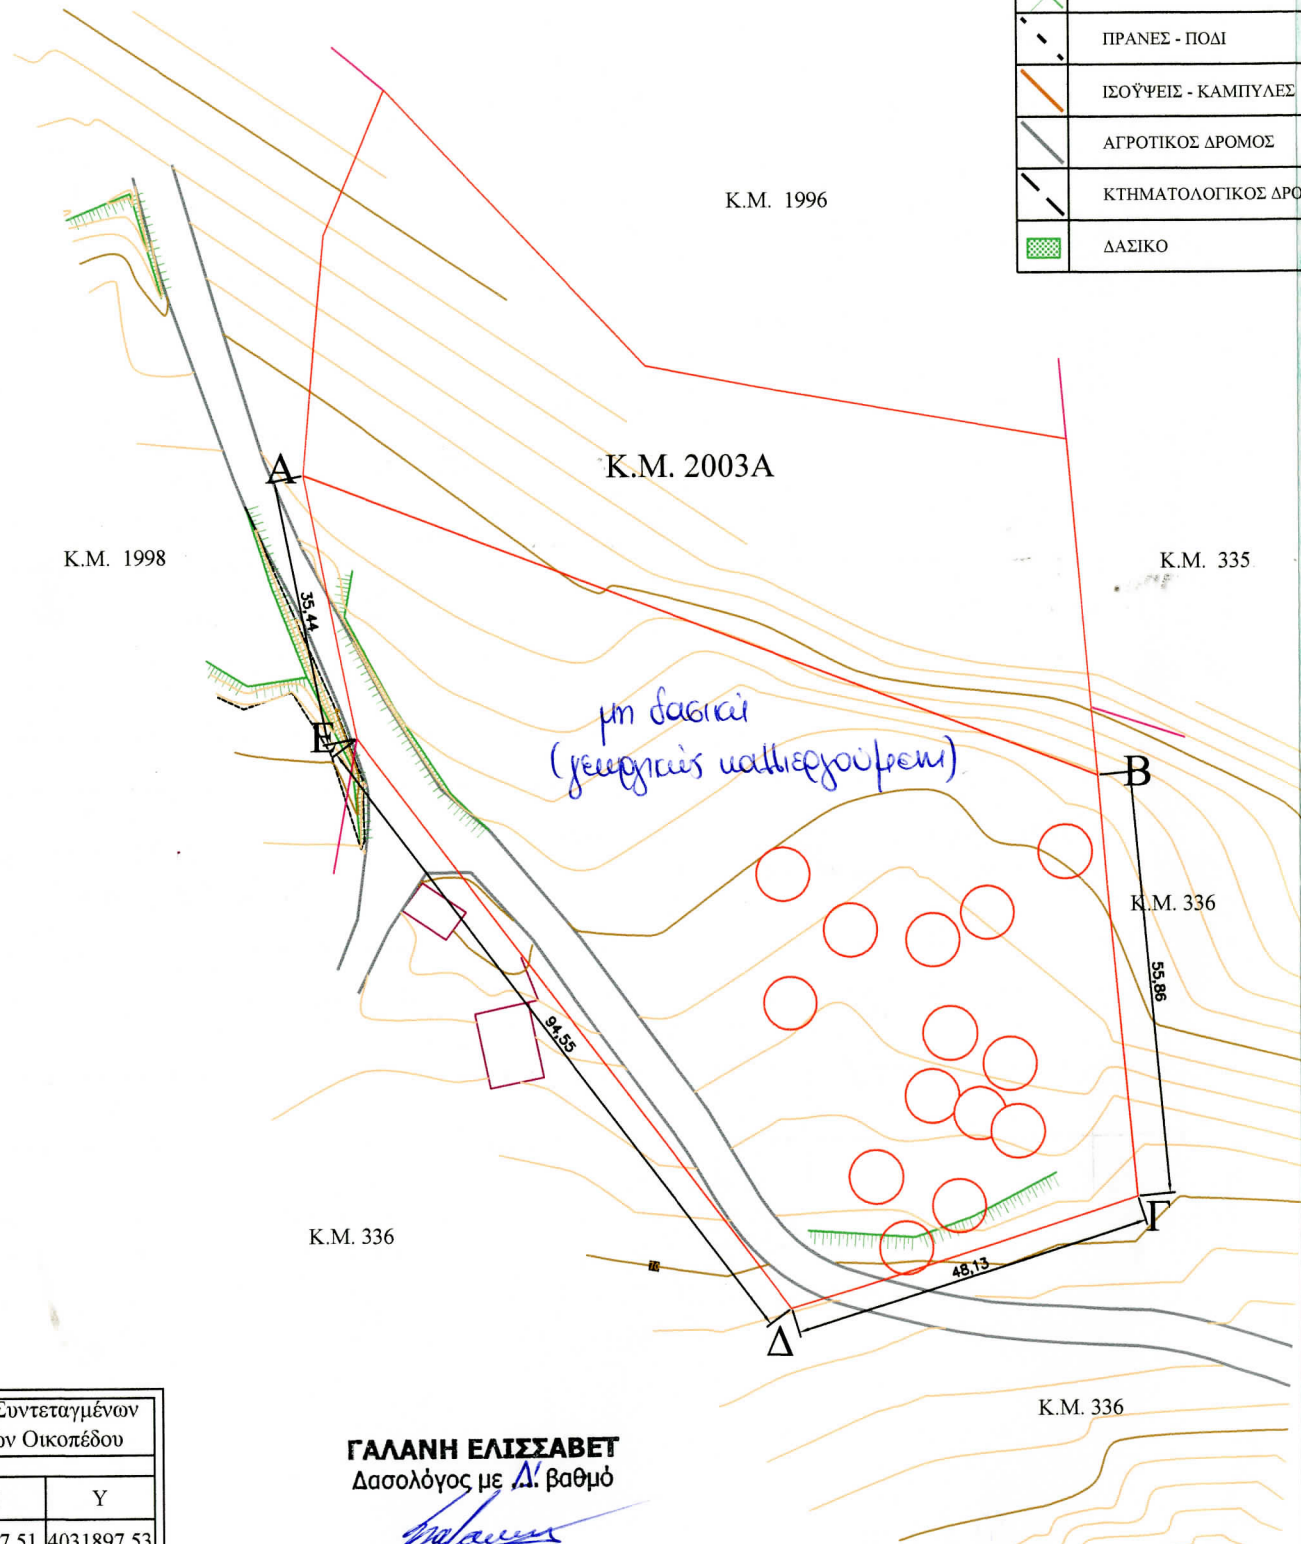 ΠΡΑΝΕΣ - ΠΟΔΙ
ΙΣΟΫΨΕΙΣ - ΚΑΜΠΥΛΕΣ
ΑΓΡΟΤΙΚΟΣ ΔΡΟΜΟΣ
ΚΤΗΜΑΤΟΛΟΓΙΚΟΣ ΔΡΟ
ΔΑΣΙΚΟ
Κ.Μ. 1996
Α
Κ.Μ. 2003Α
Κ.Μ. 1998
Κ.Μ. 335
35,44
μη δασική
(γεωργικώς καλλιεργούμενη)
Ε
Β
Κ.Μ. 336
55,86
94,55
Κ.Μ. 336
Γ
48,13
Δ
Κ.Μ. 336
Συντεταγμένων
ων Οικοπέδου
Υ
7.51 4031897.53
ΓΑΛΑΝΗ ΕΛΙΣΣΑΒΕΤ
Δασολόγος με Δ! βαθμό